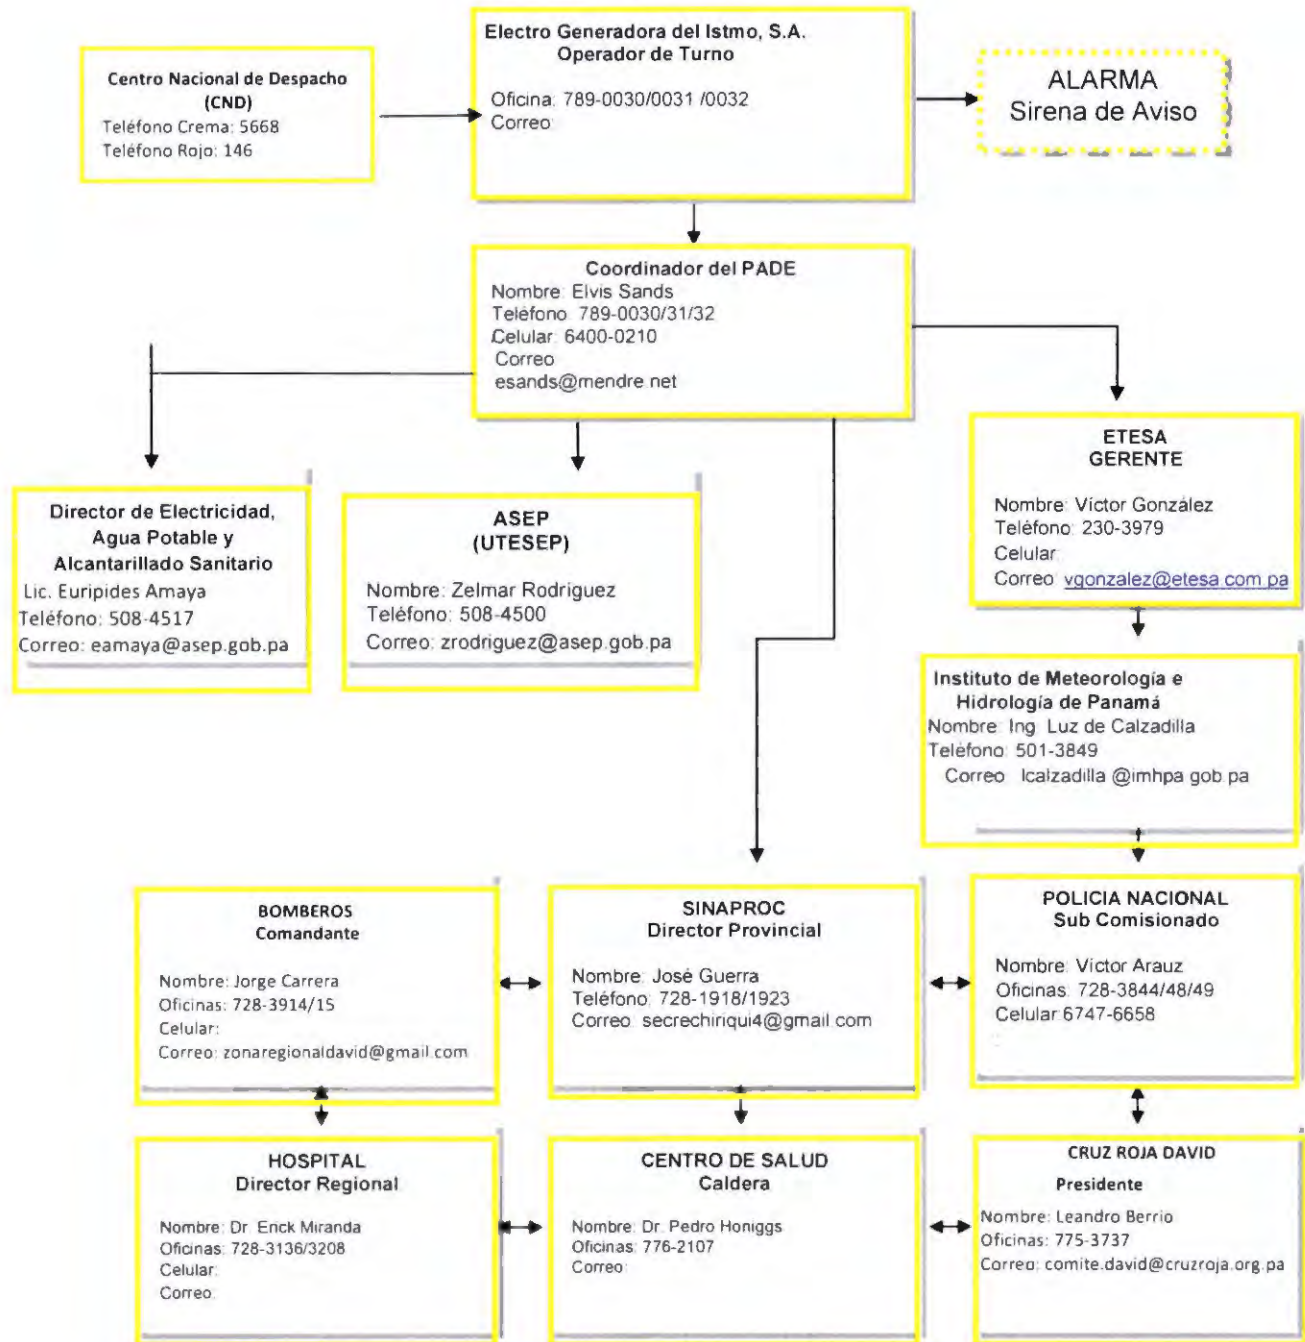 Electro Generadora del Istmo, S.A.
Operador de Turno
Oficina: 789-0030/0031 /0032
Correo:
Centro Nacional de Despacho
(CND)
Teléfono Crema: 5668
Teléfono Rojo: 146
ALARMA
Sirena de Aviso
Coordinador del PADE
Nombre: Elvis Sands
Teléfono: 789-0030/31/32
Celular: 6400-0210
Correo
esands@mendre.net
Director de Electricidad,
Agua Potable y
Alcantarillado Sanitario
Lic. Euripides Amaya
Teléfono: 508-4517
Correo: eamaya@asep.gob.pa
ASEP
(UTESEP)
Nombre: Zelmar Rodriguez
Teléfono: 508-4500
Correo: zrodriguez@asep.gob.pa
ETESA
GERENTE
Nombre: Víctor González
Teléfono: 230-3979
Celular:
Correo: vgonzalez@etesa.com.pa
Instituto de Meteorología e
Hidrología de Panamá
Nombre: Ing. Luz de Calzadilla
Teléfono: 501-3849
Correo: lcalzadilla @imhpa.gob.pa
BOMBEROS
Comandante
Nombre: Jorge Carrera
Oficinas: 728-3914/15
Celular:
Correo: zonaregionaldavid@gmail.com
SINAPROC
Director Provincial
Nombre: José Guerra
Teléfono: 728-1918/1923
Correo: secrechiriqui4@gmail.com
POLICIA NACIONAL
Sub Comisionado
Nombre: Víctor Arauz
Oficinas: 728-3844/48/49
Celular:6747-6658
HOSPITAL
Director Regional
Nombre: Dr. Erick Miranda
Oficinas: 728-3136/3208
Celular:
Correo:
CENTRO DE SALUD
Caldera
Nombre: Dr. Pedro Honiggs
Oficinas: 776-2107
Correo:
CRUZ ROJA DAVID
Presidente
Nombre: Leandro Berrio
Oficinas: 775-3737
Correo: comite.david@cruzroja.org.pa